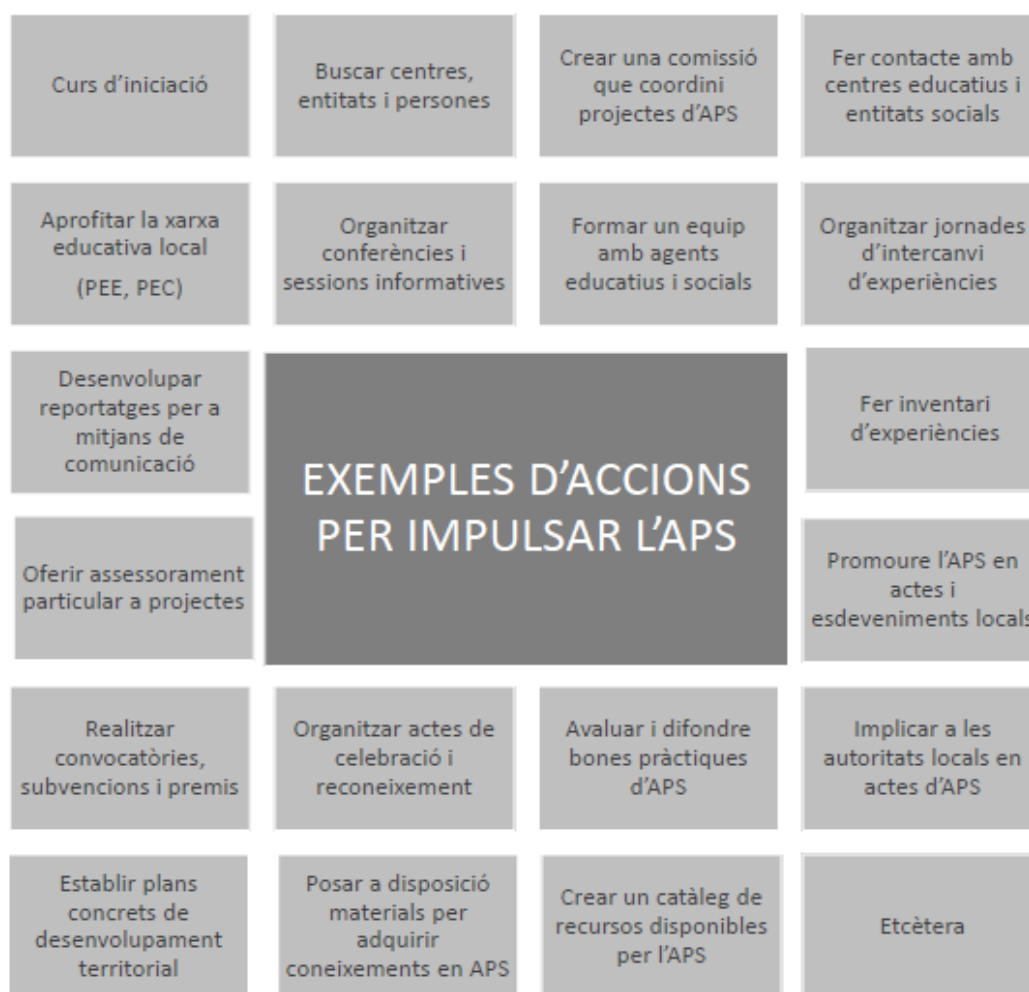 Curs d’iniciació
Buscar centres,
entitats i persones
Crear una comissió
que coordini
projectes d’APS
Fer contacte amb
centres educatius i
entitats socials
Aprofitar la xarxa
educativa local
(PEE, PEC)
Organitzar
conferències i
sessions informatives
Formar un equip
amb agents
educatius i socials
Organitzar jornades
d’intercanvi
d’experiències
Desenvolupar
reportatges per a
mitjans de
comunicació
EXEMPLES D’ACCIONS
PER IMPULSAR L’APS
Fer inventari
d’experiències
Oferir assessorament
particular a projectes
Promoure l’APS en
actes i
esdeveniments locals
Realitzar
convocatòries,
subvencions i premis
Organitzar actes de
celebració i
reconeixement
Avaluar i difondre
bones pràctiques
d’APS
Implicar a les
autoritats locals en
actes d’APS
Establir plans
concrets de
desenvolupament
territorial
Posar a disposició
materials per
adquirir
coneixements en APS
Crear un catàleg de
recursos disponibles
per l’APS
Etcètera